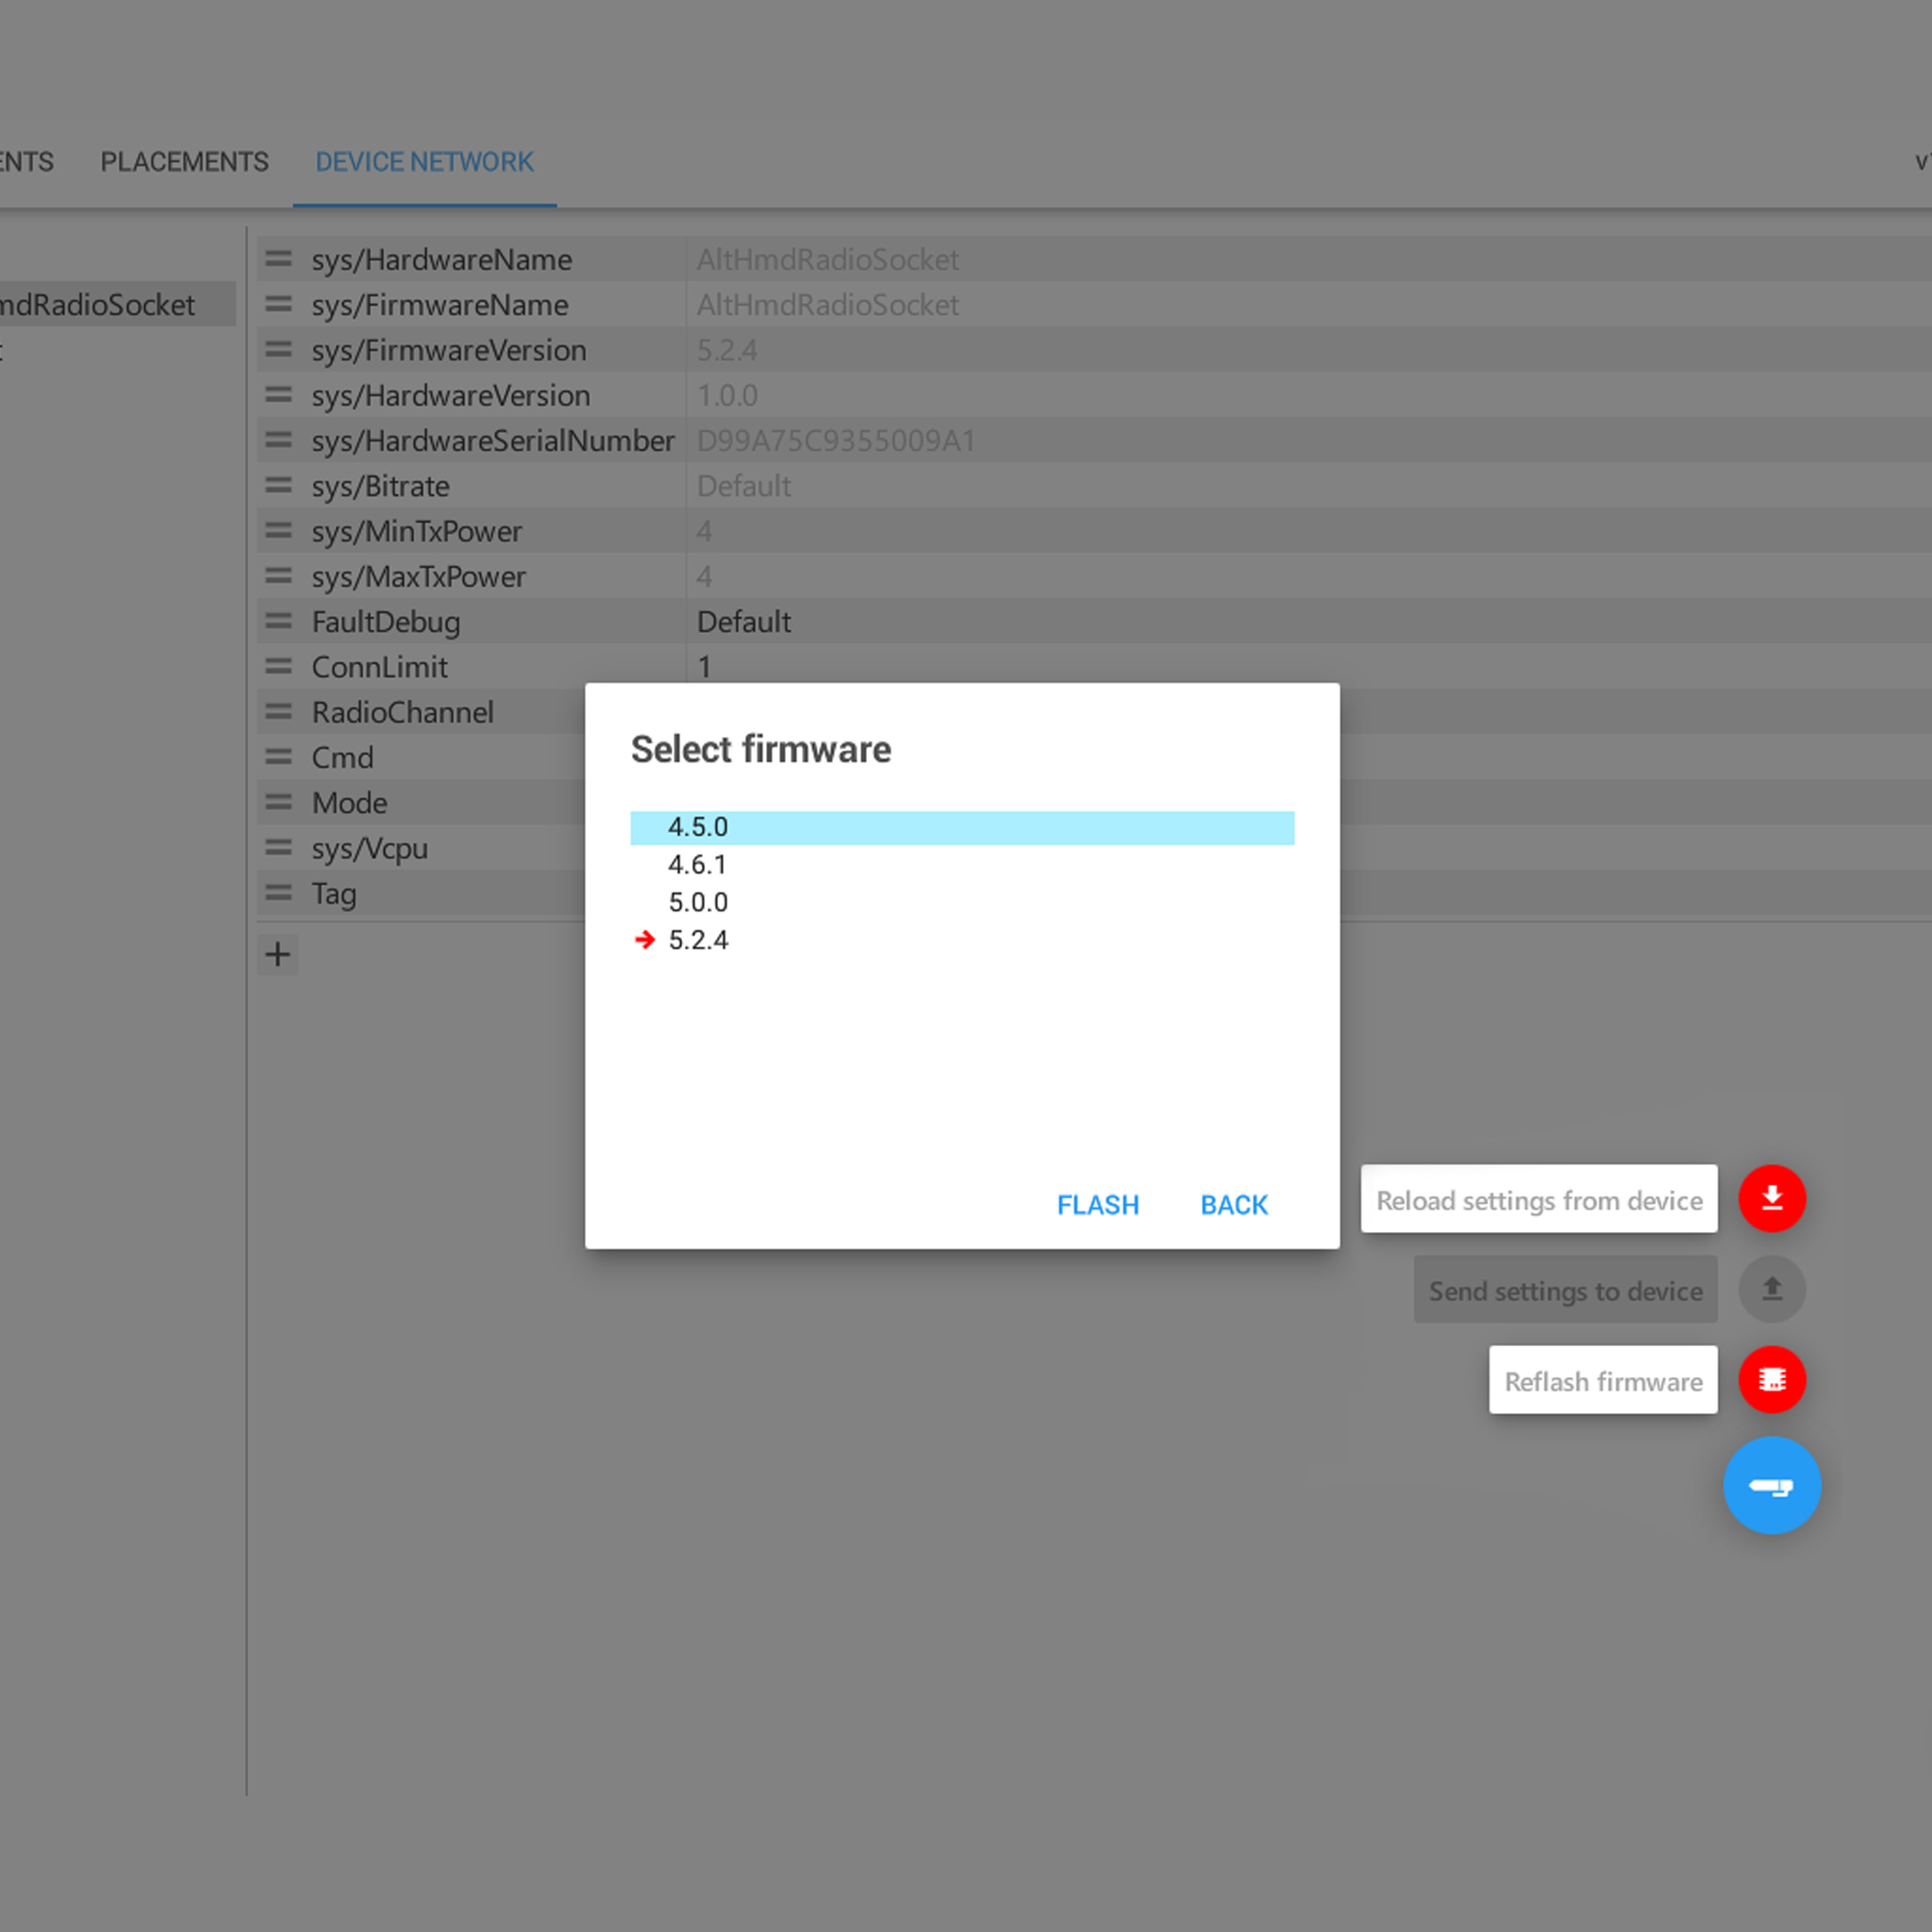 ENTS PLACEMENTS DEVICE NETWORK v
sys/HardwareName AltHmdRadioSocket
mdRadioSocket sys/FirmwareName AltHmdRadioSocket
sys/FirmwareVersion 5.2.4
sys/HardwareVersion 1.0.0
sys/HardwareSerialNumber D99A75C9355009A1
sys/Bitrate Default
sys/MinTxPower 4
sys/MaxTxPower 4
FaultDebug Default
ConnLimit 1
RadioChannel
Cmd
Mode
sys/Vcpu
Tag
Select firmware
4.5.0
4.6.1
5.0.0
5.2.4
FLASH BACK
Reload settings from device
Send settings to device
Reflash firmware